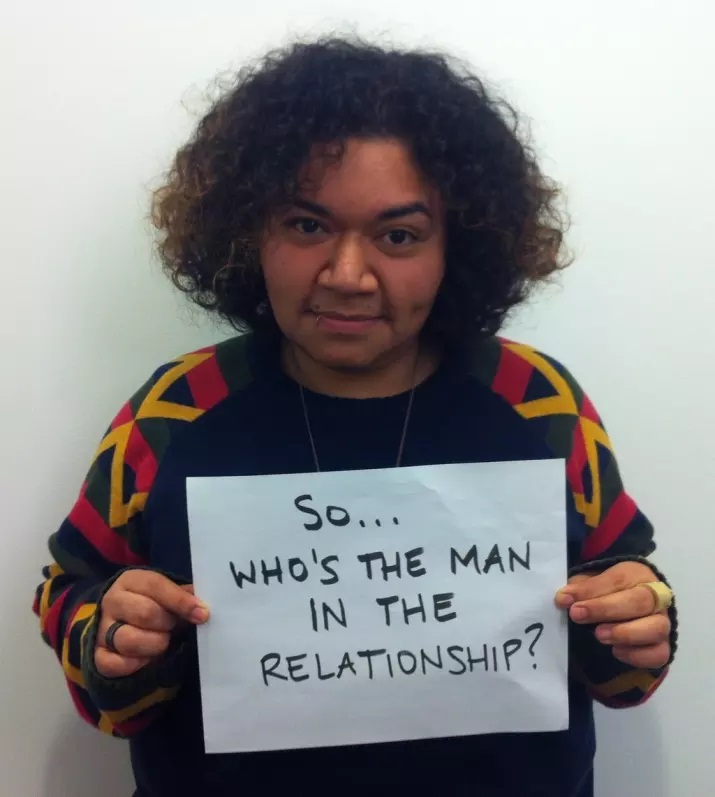 So...
WHO'S THE MAN
IN THE
RELATIONSHIP?